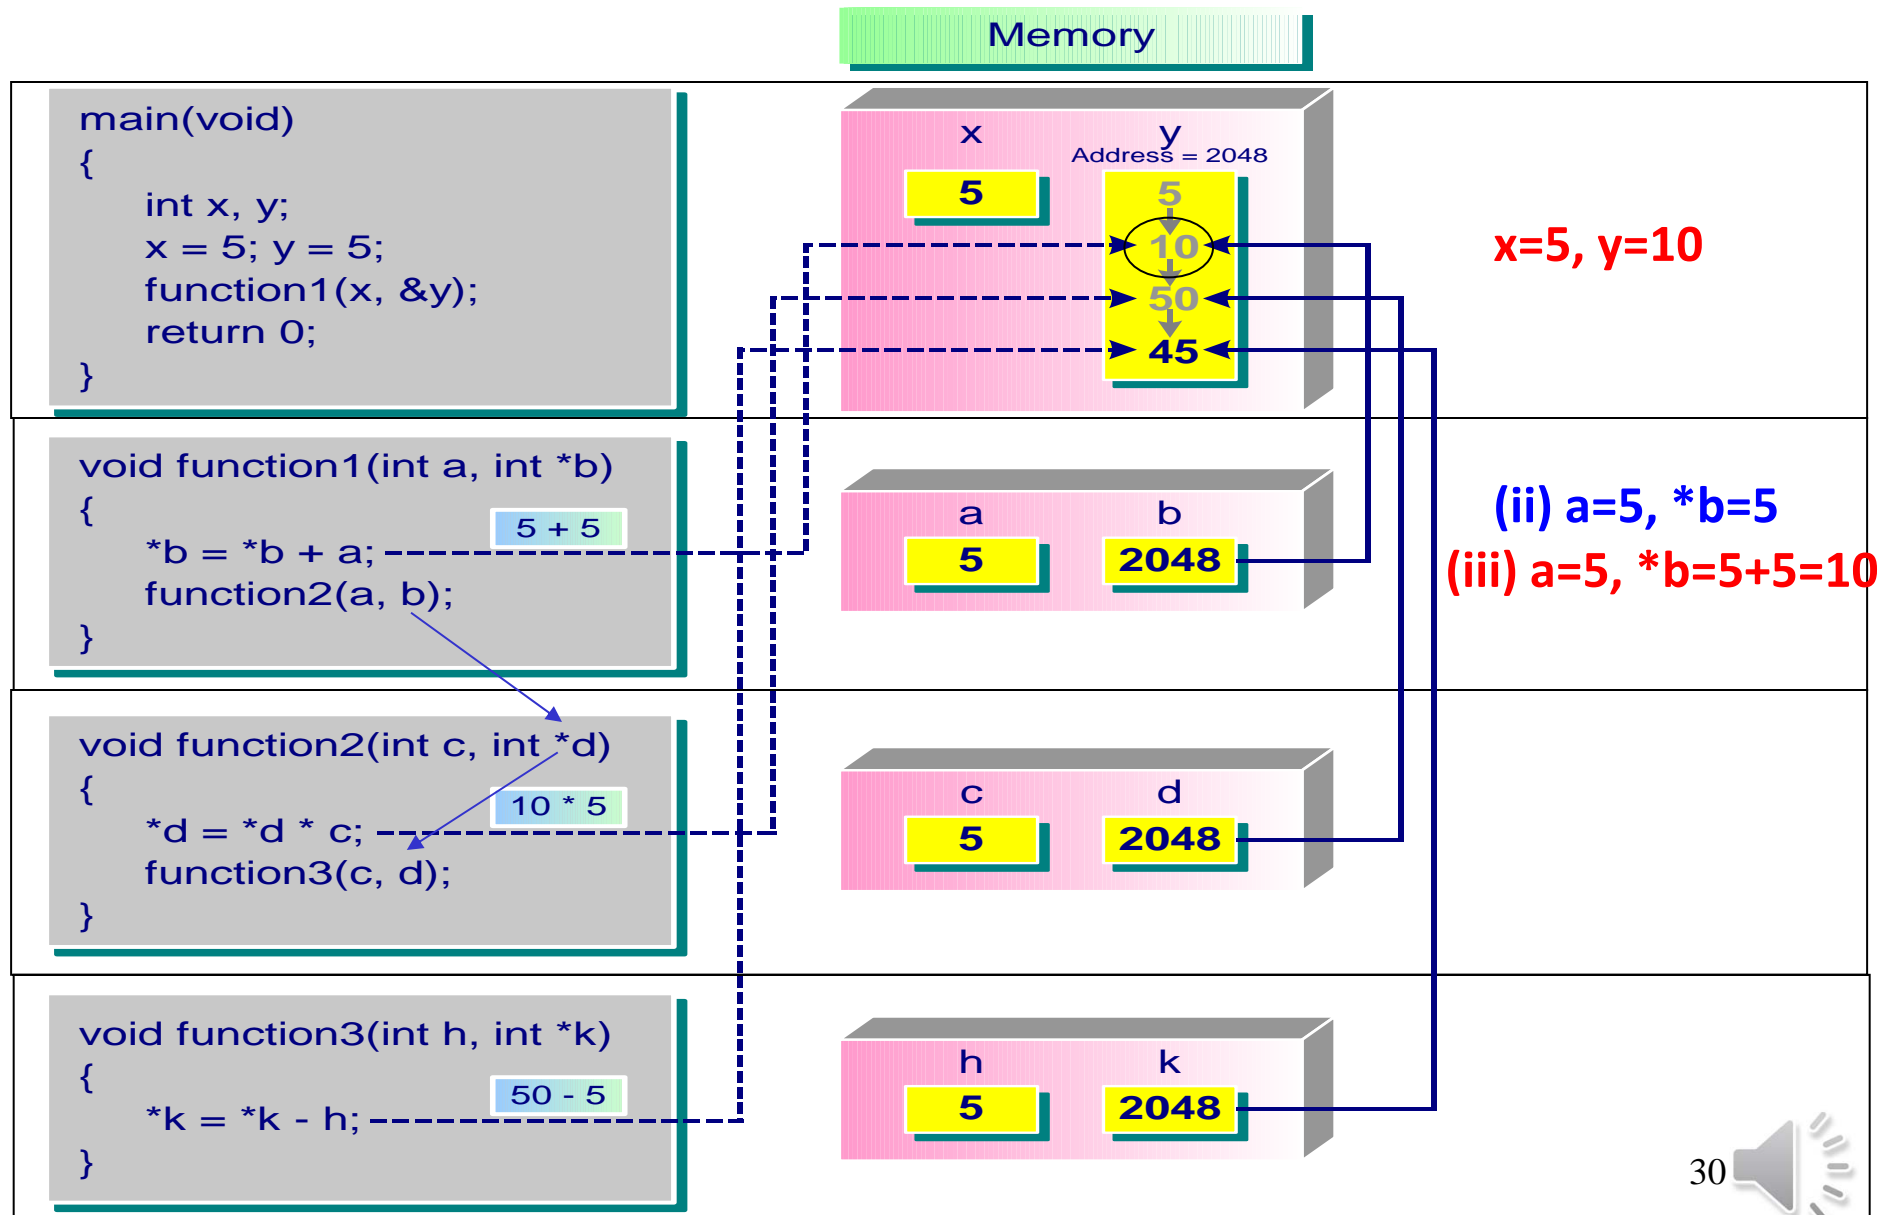 Memory
main(void)
{
int x, y;
x = 5; y = 5;
function1(x, &y);
return 0;
}
x
y
Address = 2048
5
5
10
50
45
x=5, y=10
void function1(int a, int *b)
{
5 + 5
*b = *b + a;
function2(a, b);
}
a
b
5
2048
(ii) a=5, *b=5
(iii) a=5, *b=5+5=10
void function2(int c, int *d)
{
10 * 5
*d = *d * c;
function3(c, d);
}
c
d
5
2048
void function3(int h, int *k)
{
50 - 5
*k = *k - h;
}
h
k
5
2048
30